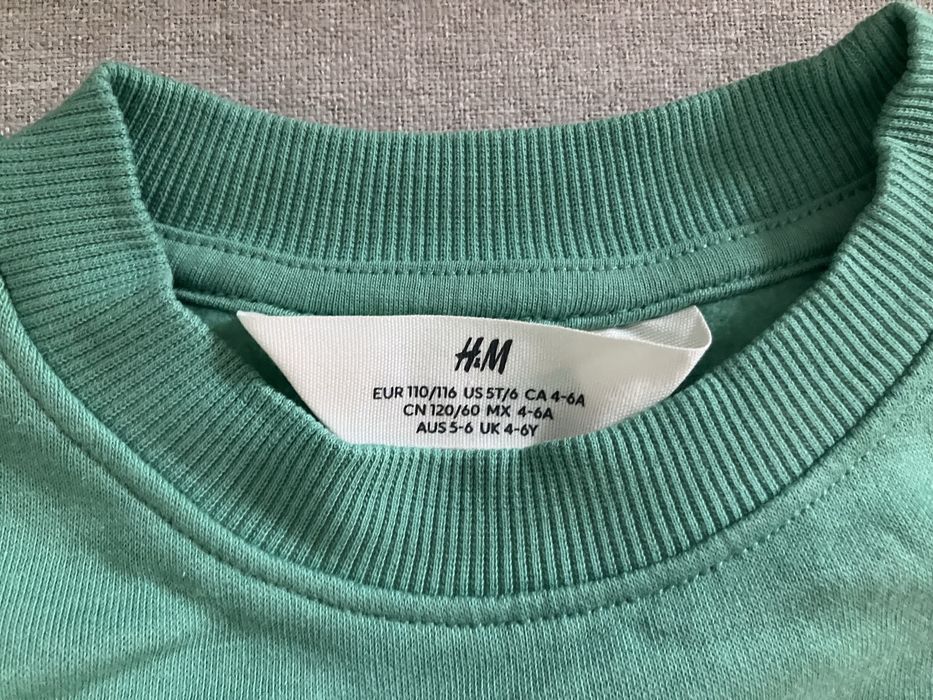 H&M
EUR 110/116 US 5T/6 CA 4-6A
CN 120/60 MX 4-6A
AUS 5-6 UK 4-6Y